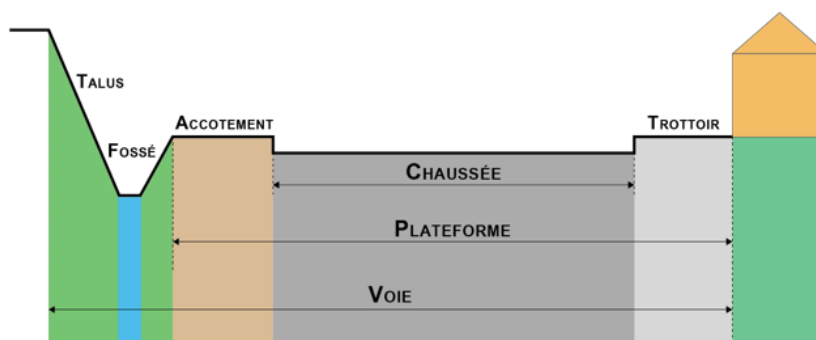 TALUS
FOSSÉ
ACCOTEMENT
TROTTOIR
CHAUSSÉE
PLATEFORME
VOIE